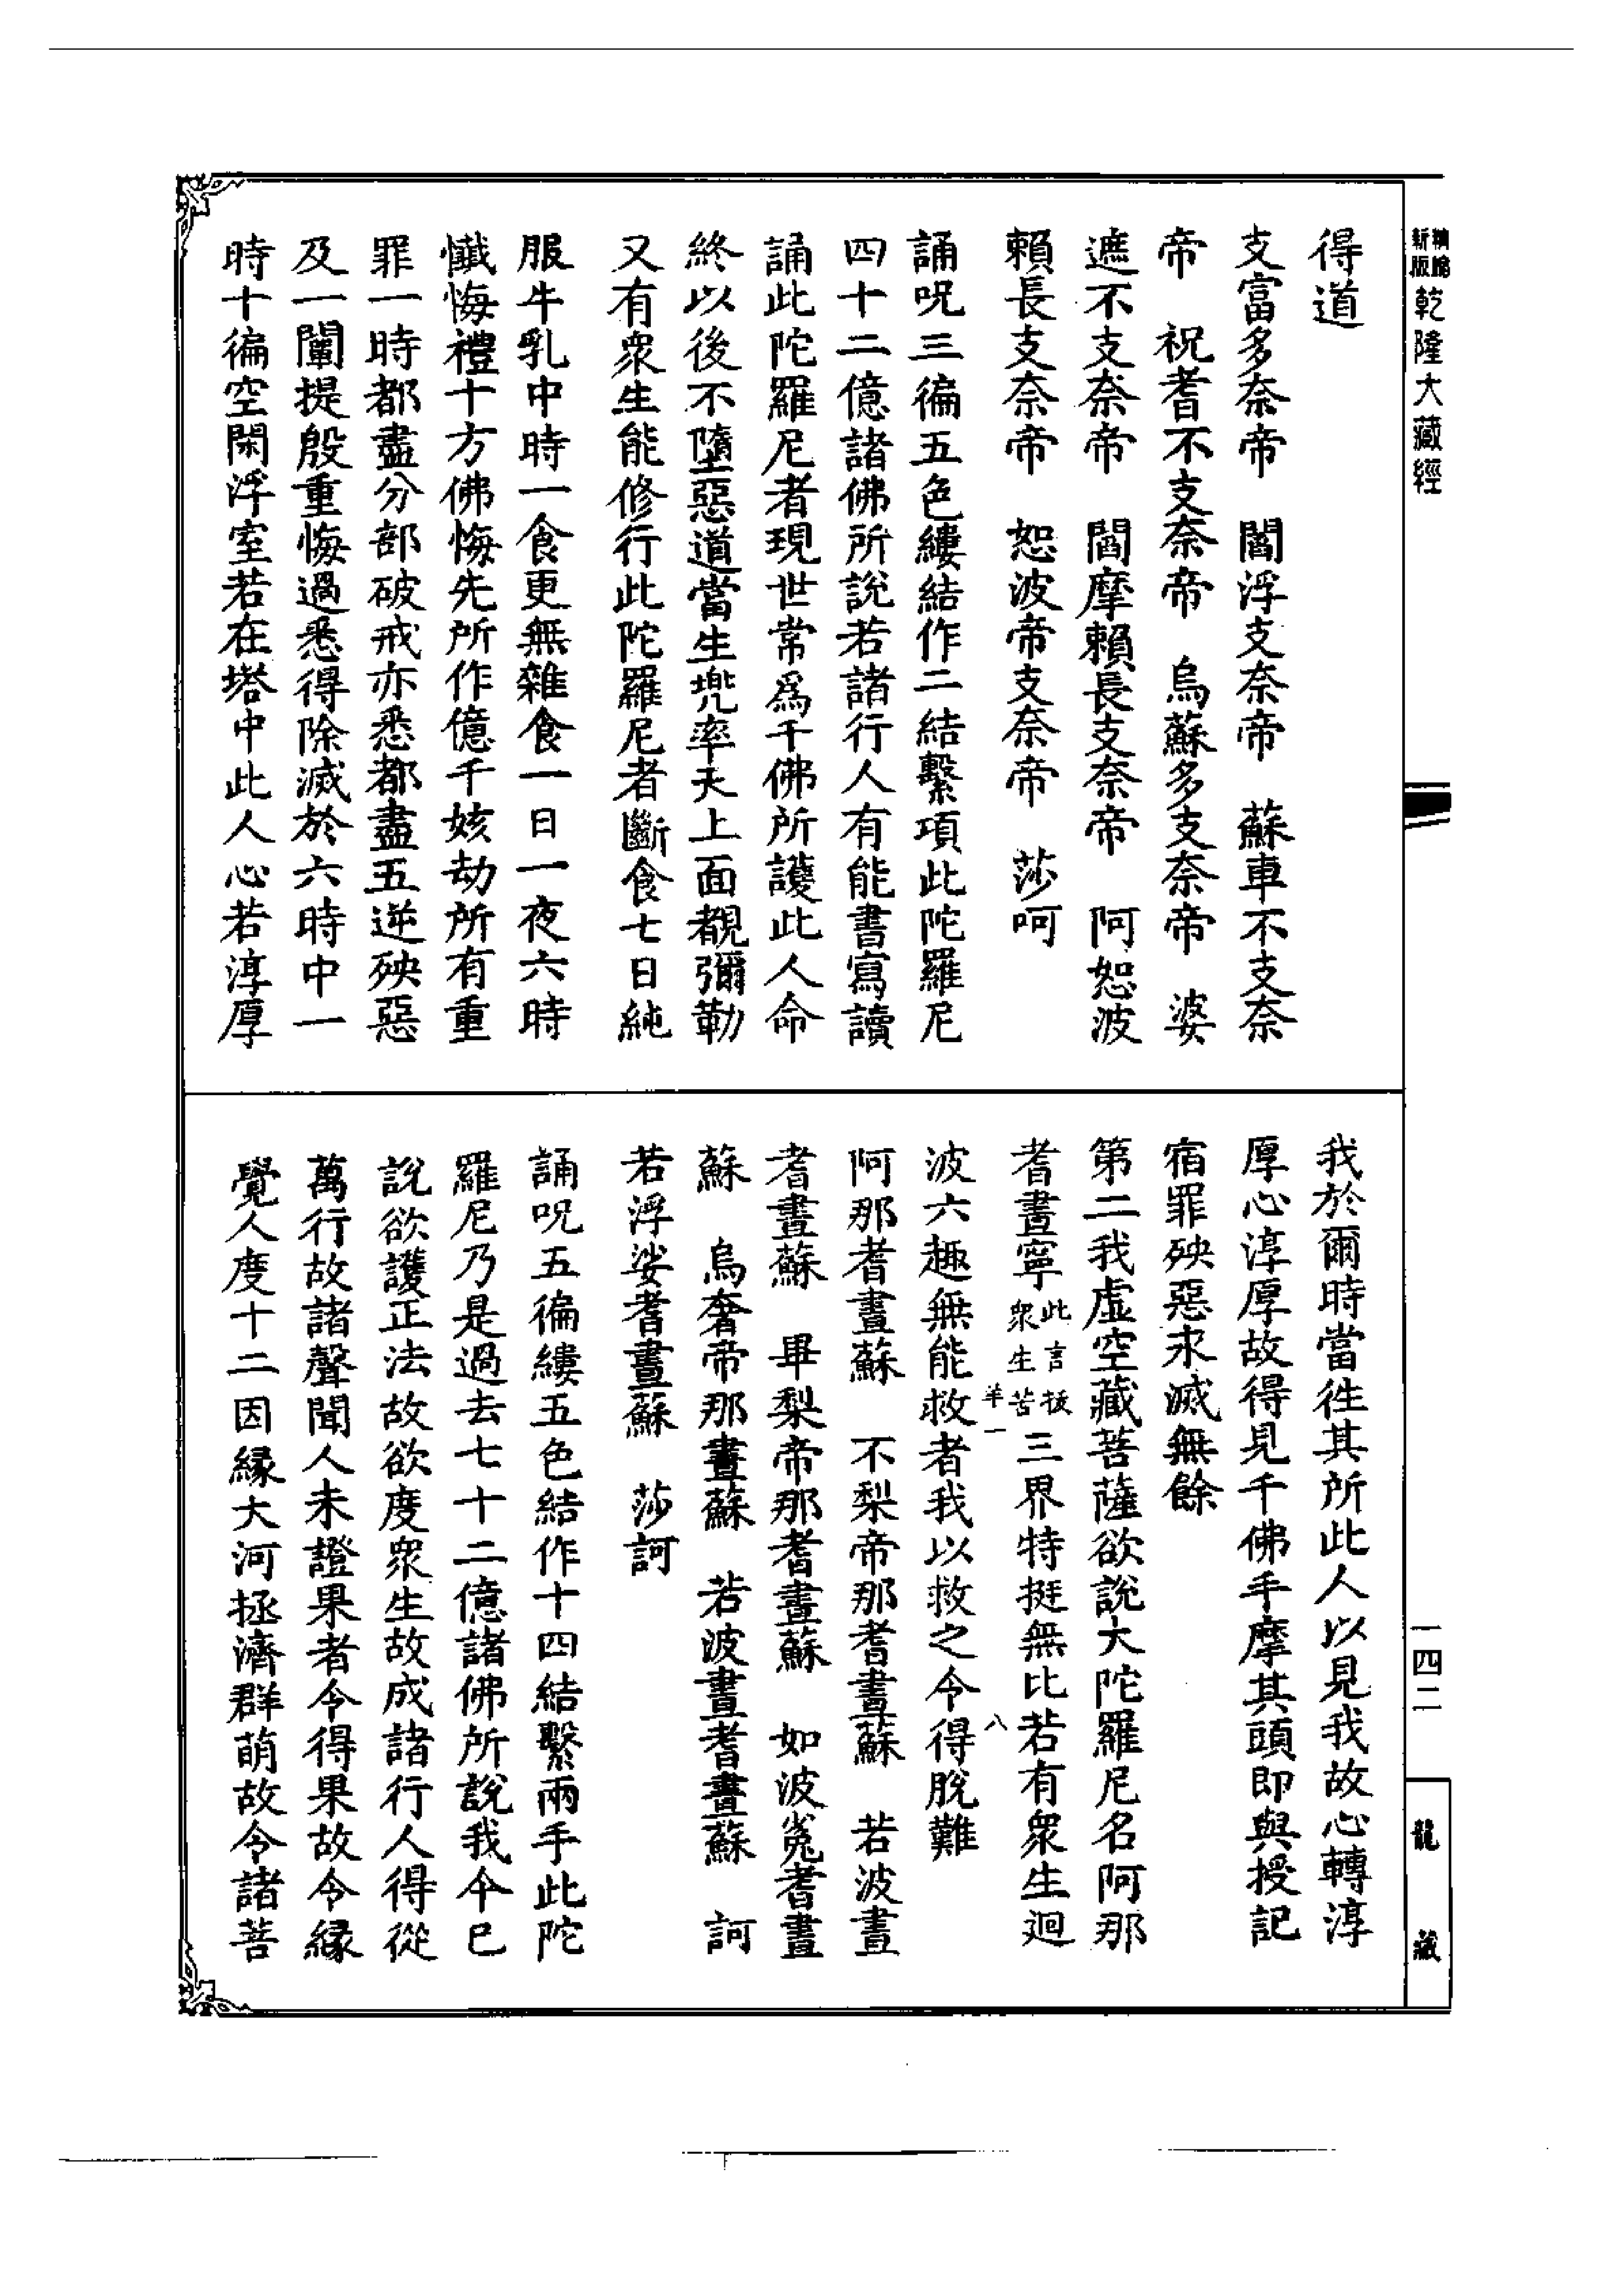 精縮新版乾隆大藏經
一四二
龍藏
得道
支富多奈帝　閻浮支奈帝　蘇車不支奈
帝　祝耆不支奈帝　烏蘇多支奈帝　婆
遮不支奈帝　閻摩賴長支奈帝　阿恕波
賴長支奈帝　恕波帝支奈帝　莎呵
誦呪三徧五色縷結作二結繫項此陀羅尼
四十二億諸佛所說若諸行人有能書寫讀
誦此陀羅尼者現世常爲千佛所護此人命
終以後不墮惡道當生兜率天上面覩彌勒
又有衆生能修行此陀羅尼者斷食七日純
服牛乳中時一食更無雜食一日一夜六時
懺悔禮十方佛悔先所作億千姟劫所有重
罪一時都盡分部破戒亦悉都盡五逆殃惡
及一闡提殷重悔過悉得除滅於六時中一
時十徧空閑浮室若在塔中此人心若淳厚
我於爾時當往其所此人以見我故心轉淳
厚心淳厚故得見千佛手摩其頭即與授記
宿罪殃惡永滅無餘
第二我虛空藏菩薩欲說大陀羅尼名阿那
耆晝寧此言拔衆生苦三界特挺無比若有衆生迴
羊一
八
波六趣無能救者我以救之令得脫難
阿那耆晝蘇　不梨帝那耆晝蘇　若波晝
耆晝蘇　畢梨帝那耆晝蘇　如波㝹耆晝
蘇　烏奢帝那晝蘇　若波晝耆晝蘇　訶
若浮娑耆晝蘇　莎訶
誦呪五徧縷五色結作十四結繫兩手此陀
羅尼乃是過去七十二億諸佛所說我今已
說欲護正法故欲度衆生故成諸行人得從
萬行故諸聲聞人未證果者令得果故令緣
覺人度十二因緣大河拯濟群萌故令諸菩